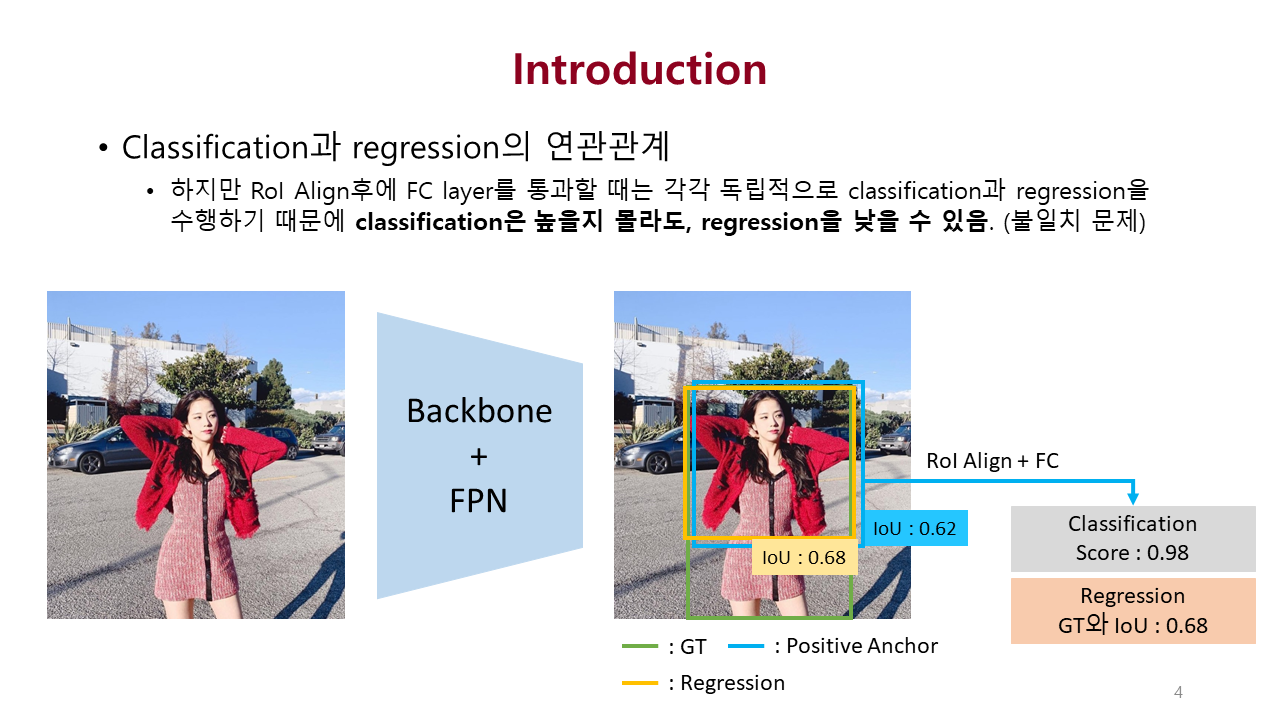 Introduction
• Classification과 regression의 연관관계
• 하지만 RoI Align후에 FC layer를 통과할 때는 각각 독립적으로 classification과 regression을
수행하기 때문에 classification은 높을지 몰라도, regression을 낮을 수 있음. (불일치 문제)
Backbone
+
FPN
RoI Align + FC
IoU : 0.62
IoU : 0.68
Classification
Score : 0.98
Regression
GT와 IoU : 0.68
: GT
: Positive Anchor
: Regression
4